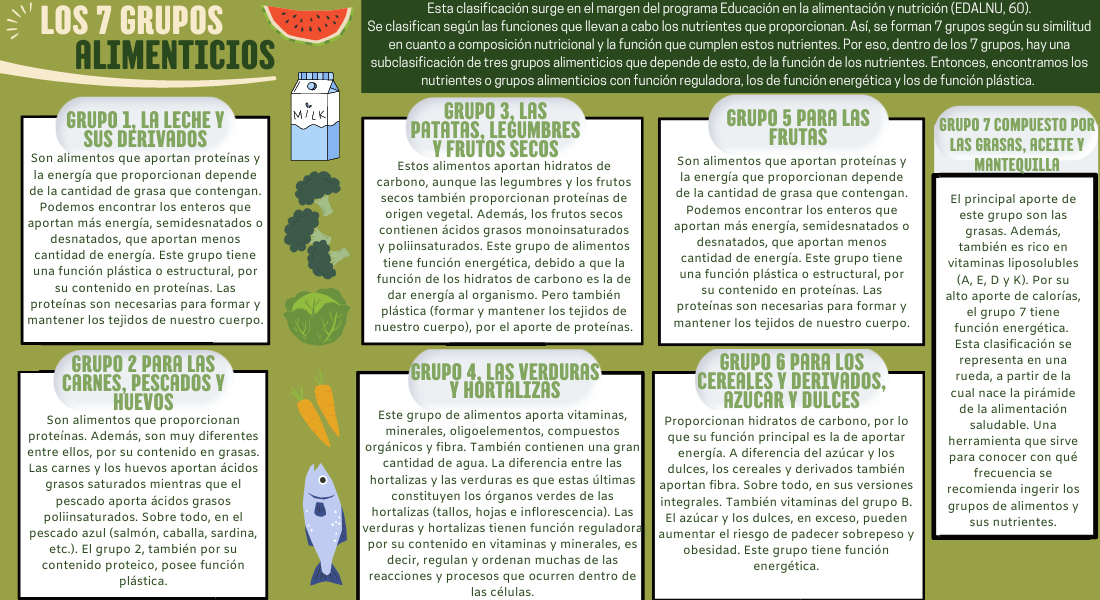 LOS 7 GRUPOS
ALIMENTICIOS
Esta clasificación surge en el margen del programa Educación en la alimentación y nutrición (EDALNU, 60).
Se clasifican según las funciones que llevan a cabo los nutrientes que proporcionan. Así, se forman 7 grupos según su similitud
en cuanto a composición nutricional y la función que cumplen estos nutrientes. Por eso, dentro de los 7 grupos, hay una
subclasificación de tres grupos alimenticios que depende de esto, de la función de los nutrientes. Entonces, encontramos los
nutrientes o grupos alimenticios con función reguladora, los de función energética y los de función plástica.
GRUPO 1, LA LECHE Y
SUS DERIVADOS
Son alimentos que aportan proteínas y
la energía que proporcionan depende
de la cantidad de grasa que contengan.
Podemos encontrar los enteros que
aportan más energía, semidesnatados o
desnatados, que aportan menos
cantidad de energía. Este grupo tiene
una función plástica o estructural, por
su contenido en proteínas. Las
proteínas son necesarias para formar y
mantener los tejidos de nuestro cuerpo.
GRUPO 2 PARA LAS
CARNES, PESCADOS Y
HUEVOS
Son alimentos que proporcionan
proteínas. Además, son muy diferentes
entre ellos, por su contenido en grasas.
Las carnes y los huevos aportan ácidos
grasos saturados mientras que el
pescado aporta ácidos grasos
poliinsaturados. Sobre todo, en el
pescado azul (salmón, caballa, sardina,
etc.). El grupo 2, también por su
contenido proteico, posee función
plástica.
MILK
GRUPO 3, LAS
PATATAS, LEGUMBRES
Y FRUTOS SECOS
Estos alimentos aportan hidratos de
carbono, aunque las legumbres y los frutos
secos también proporcionan proteínas de
origen vegetal. Además, los frutos secos
contienen ácidos grasos monoinsaturados
y poliinsaturados. Este grupo de alimentos
tiene función energética, debido a que la
función de los hidratos de carbono es la de
dar energía al organismo. Pero también
plástica (formar y mantener los tejidos de
nuestro cuerpo), por el aporte de proteínas.
GRUPO 4, LAS VERDURAS
Y HORTALIZAS
Este grupo de alimentos aporta vitaminas,
minerales, oligoelementos, compuestos
orgánicos y fibra. También contienen una gran
cantidad de agua. La diferencia entre las
hortalizas y las verduras es que estas últimas
constituyen los órganos verdes de las
hortalizas (tallos, hojas e inflorescencia). Las
verduras y hortalizas tienen función reguladora
por su contenido en vitaminas y minerales, es
decir, regulan y ordenan muchas de las
reacciones y procesos que ocurren dentro de
las células.
GRUPO 5 PARA LAS
FRUTAS
Son alimentos que aportan proteínas y
la energía que proporcionan depende
de la cantidad de grasa que contengan.
Podemos encontrar los enteros que
aportan más energía, semidesnatados o
desnatados, que aportan menos
cantidad de energía. Este grupo tiene
una función plástica o estructural, por
su contenido en proteínas. Las
proteínas son necesarias para formar y
mantener los tejidos de nuestro cuerpo.
GRUPO 6 PARA LOS
CEREALES Y DERIVADOS,
AZUCAR Y DULCES
Proporcionan hidratos de carbono, por lo
que su función principal es la de aportar
energía. A diferencia del azúcar y los
dulces, los cereales y derivados también
aportan fibra. Sobre todo, en sus versiones
integrales. También vitaminas del grupo B.
El azúcar y los dulces, en exceso, pueden
aumentar el riesgo de padecer sobrepeso y
obesidad. Este grupo tiene función
energética.
GRUPO 7 COMPUESTO POR
LAS GRASAS, ACEITE Y
MANTEQUILLA
El principal aporte de
este grupo son las
grasas. Además,
también es rico en
vitaminas liposolubles
(A, E, D y K). Por su
alto aporte de calorías,
el grupo 7 tiene
función energética.
Esta clasificación se
representa en una
rueda, a partir de la
cual nace la pirámide
de la alimentación
saludable. Una
herramienta que sirve
para conocer con qué
frecuencia se
recomienda ingerir los
grupos de alimentos y
sus nutrientes.